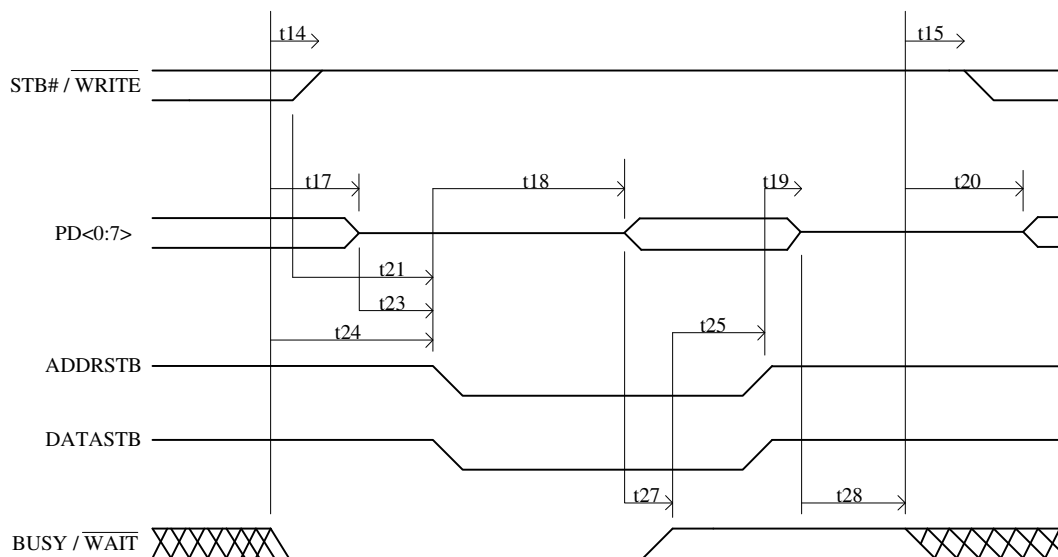 t14
t15
STB# / WRITE
t17
t18
t19
t20
PD<0:7>
t21
t23
t25
t24
ADDRSTB
DATASTB
t27
t28
BUSY / WAIT